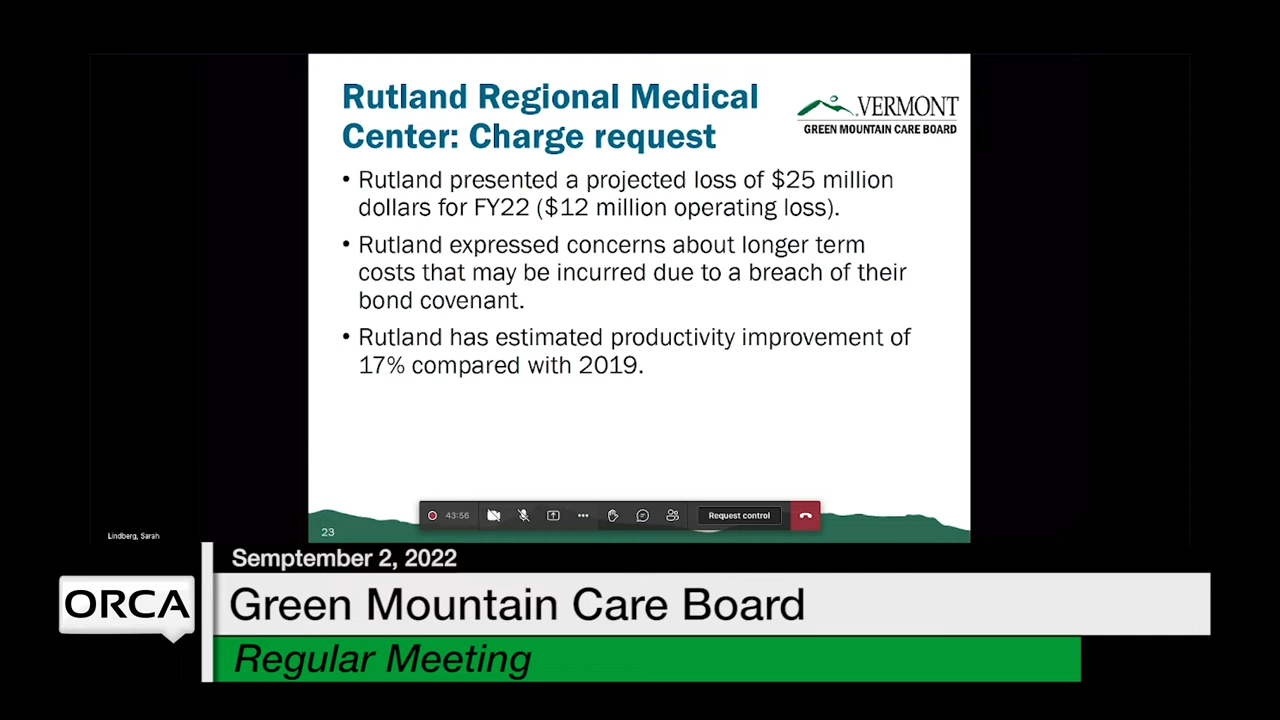 Rutland Regional Medical
Center: Charge request
VERMONT
GREEN MOUNTAIN CARE BOARD
• Rutland presented a projected loss of $25 million
dollars for FY22 ($12 million operating loss).
• Rutland expressed concerns about longer term
costs that may be incurred due to a breach of their
bond covenant.
• Rutland has estimated productivity improvement of
17% compared with 2019.
43:56
Request control
23
Lindberg, Sarah
Semptember 2, 2022
ORCA
Green Mountain Care Board
Regular Meeting